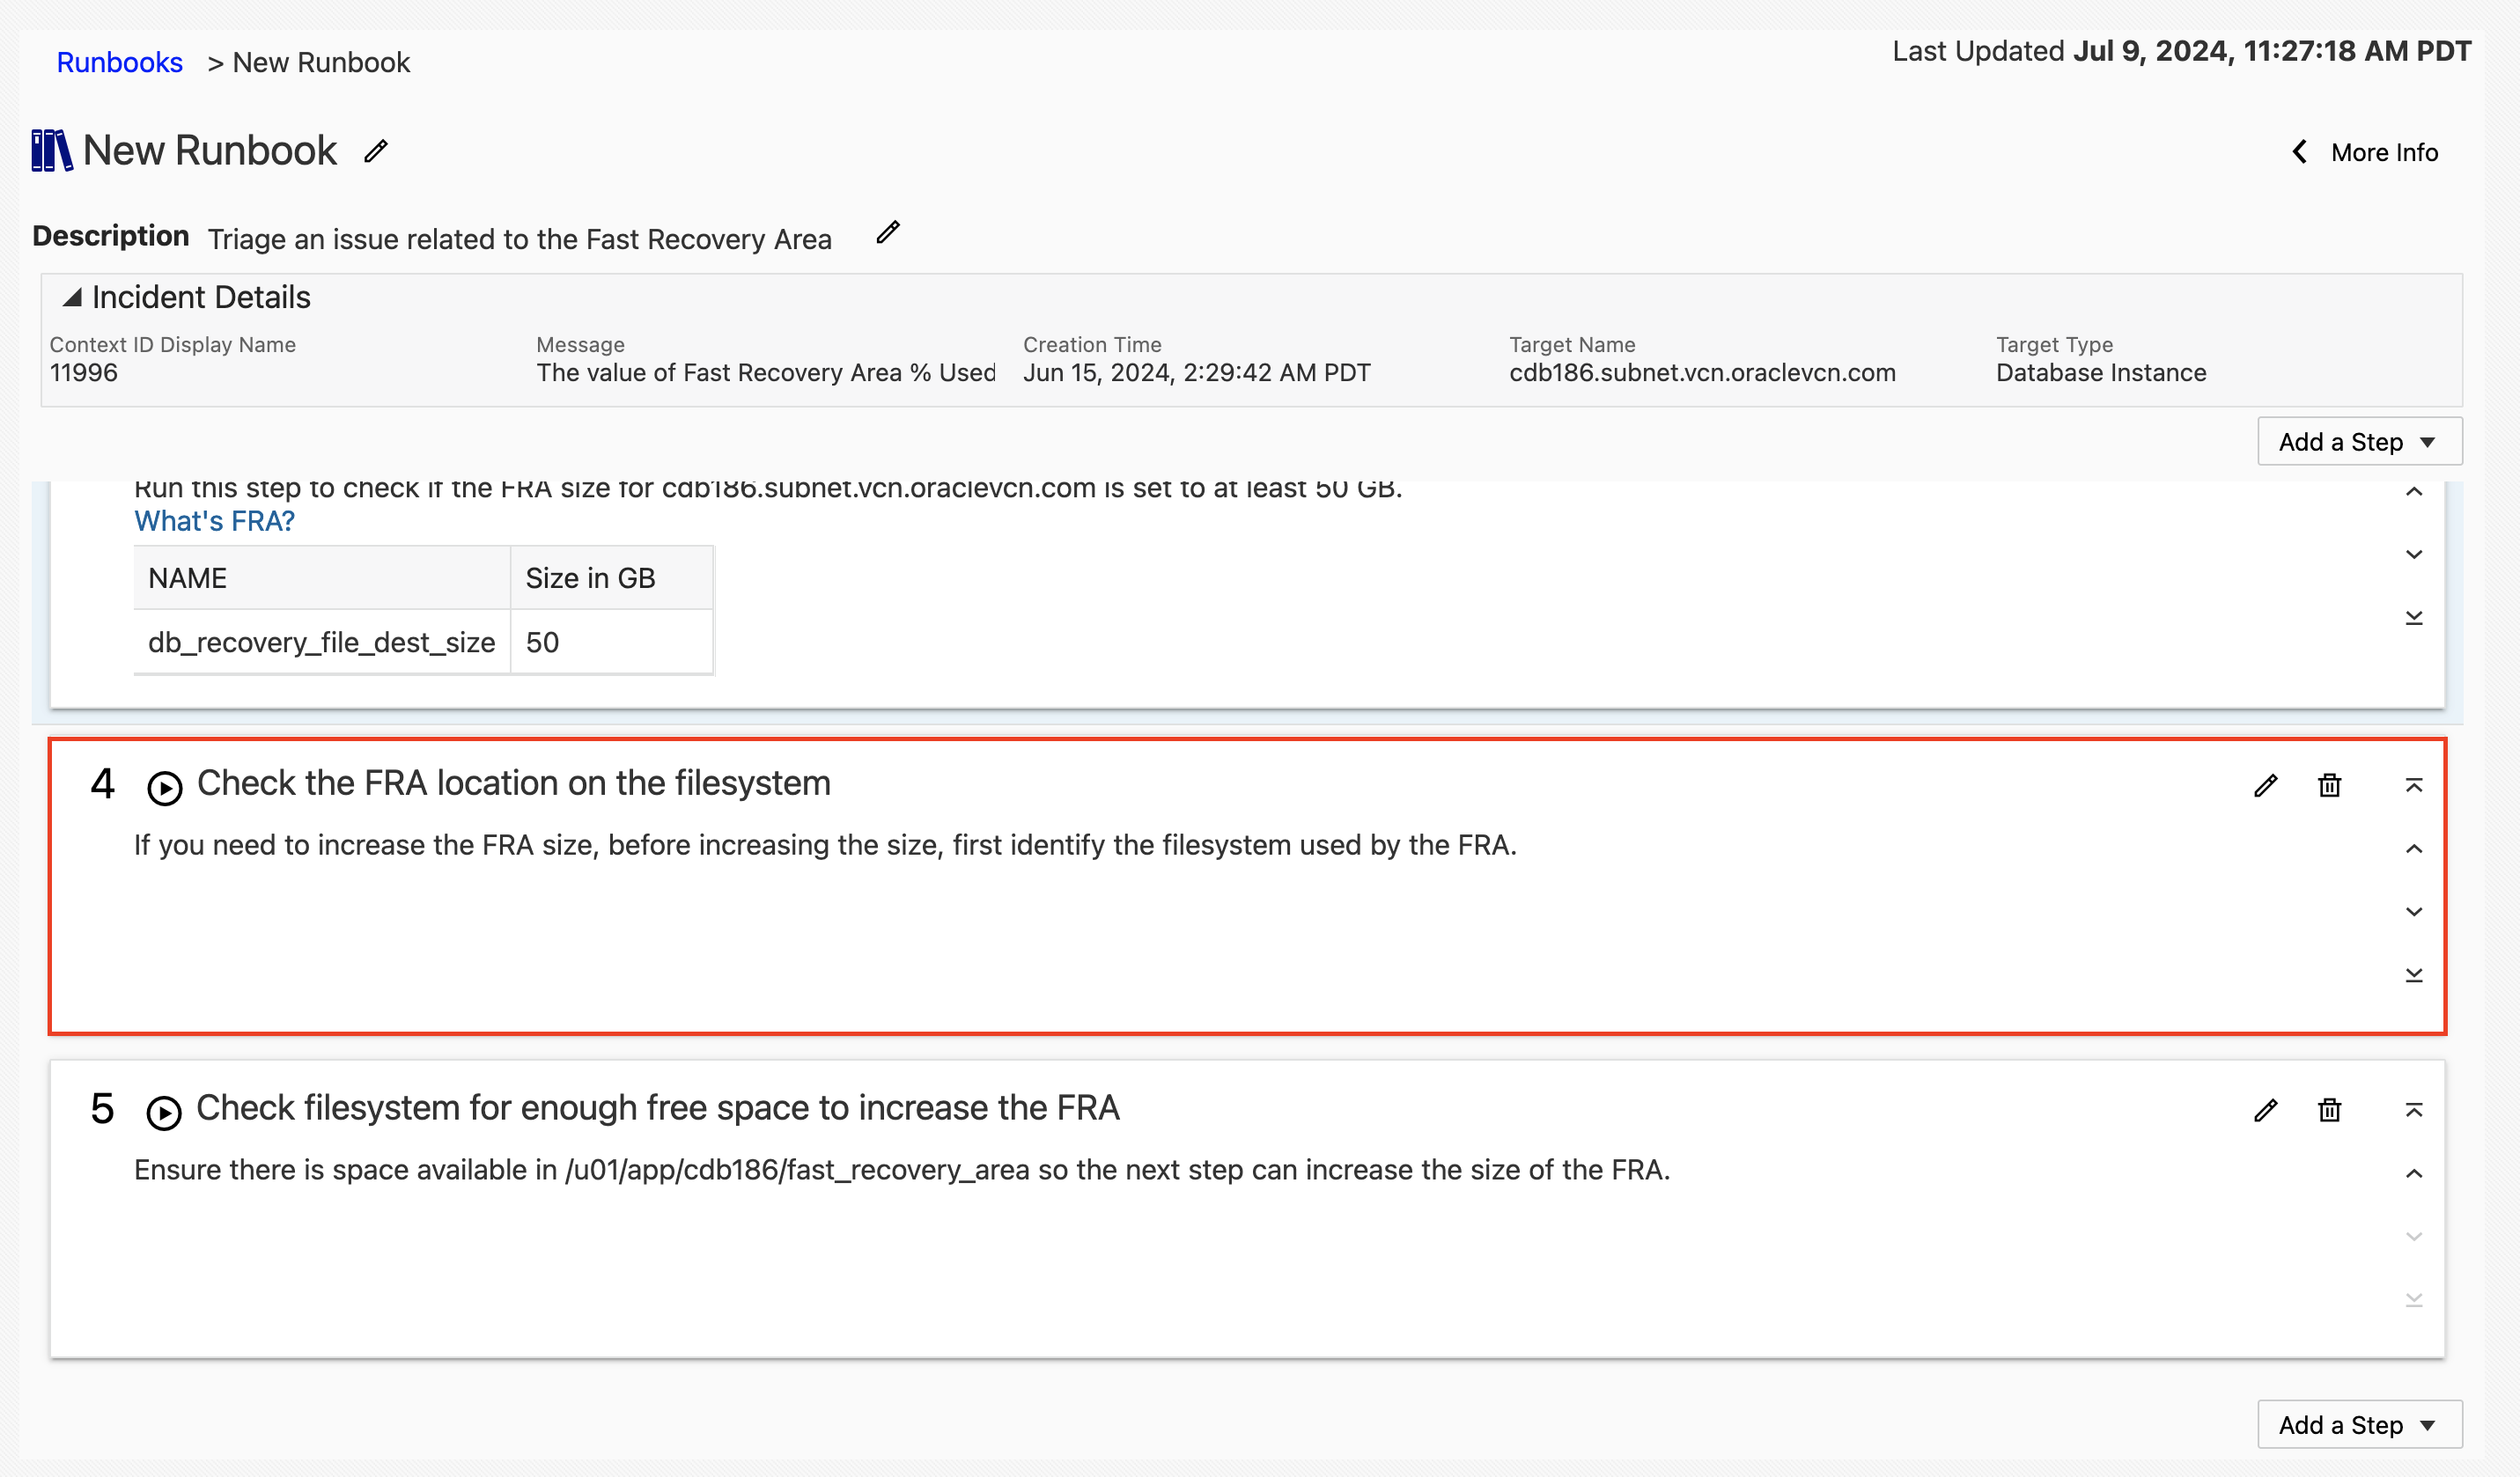 Runbooks > New Runbook
Last Updated Jul 9, 2024, 11:27:18 AM PDT
New Runbook
More Info
Description Triage an issue related to the Fast Recovery Area
Incident Details
Context ID Display Name
11996
Message
The value of Fast Recovery Area % Used
Creation Time
Jun 15, 2024, 2:29:42 AM PDT
Target Name
cdb186.subnet.vcn.oraclevcn.com
Target Type
Database Instance
Add a Step
Run this step to check if the FRA size for cdb186.subnet.vcn.oraclevcn.com is set to at least 50 GB.
What's FRA?
NAME Size in GB
db_recovery_file_dest_size 50
4 Check the FRA location on the filesystem
If you need to increase the FRA size, before increasing the size, first identify the filesystem used by the FRA.
5 Check filesystem for enough free space to increase the FRA
Ensure there is space available in /u01/app/cdb186/fast_recovery_area so the next step can increase the size of the FRA.
Add a Step